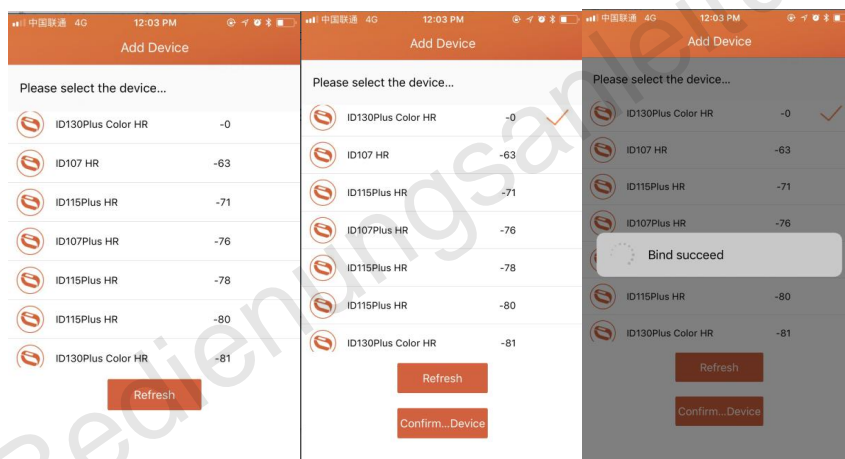 中国联通 4G 12:03 PM
Add Device
Please select the device...
ID130Plus Color HR -0
ID107 HR -63
ID115Plus HR -71
ID107Plus HR -76
ID115Plus HR -78
ID115Plus HR -80
ID130Plus Color HR -81
Refresh
中国联通 4G 12:03 PM
Add Device
Please select the device...
ID130Plus Color HR -0
ID107 HR -63
ID115Plus HR -71
ID107Plus HR -76
ID115Plus HR -78
ID115Plus HR -80
ID130Plus Color HR -81
Refresh
Confirm...Device
中国联通 4G 12:03 PM
Add Device
Please select the device...
ID130Plus Color HR -0
ID107 HR -63
ID115Plus HR -71
ID107Plus HR -76
Bind succeed
ID115Plus HR -80
ID130Plus Color HR -81
Refresh
Confirm...Device
Bedienungsanleitu